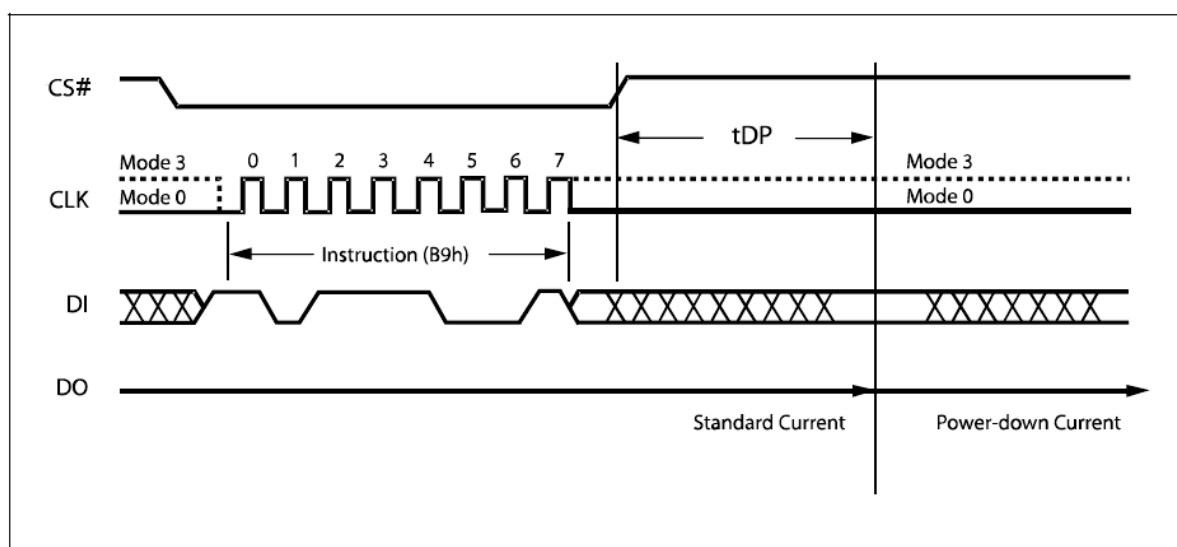 CS#
tDP
Mode 3 0 1 2 3 4 5 6 7 Mode 3
CLK Mode 0 Mode 0
Instruction (B9h)
DI
DO
Standard Current Power-down Current